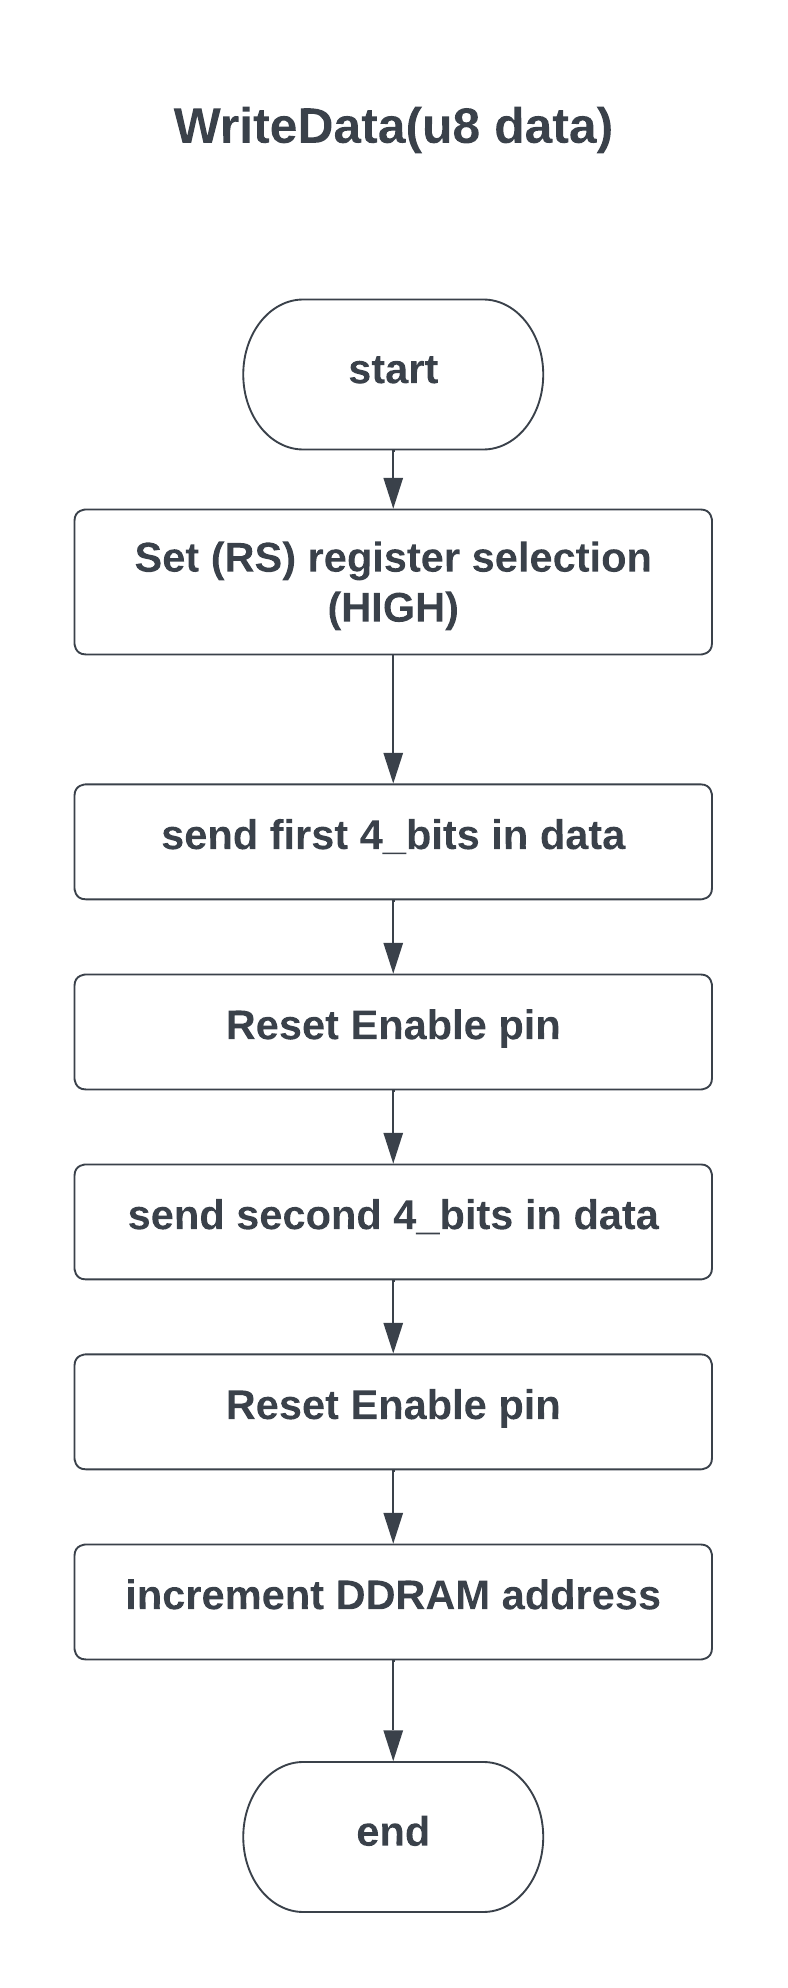 WriteData(u8 data)
start
Set (RS) register selection
(HIGH)
send first 4_bits in data
Reset Enable pin
send second 4_bits in data
Reset Enable pin
increment DDRAM address
end